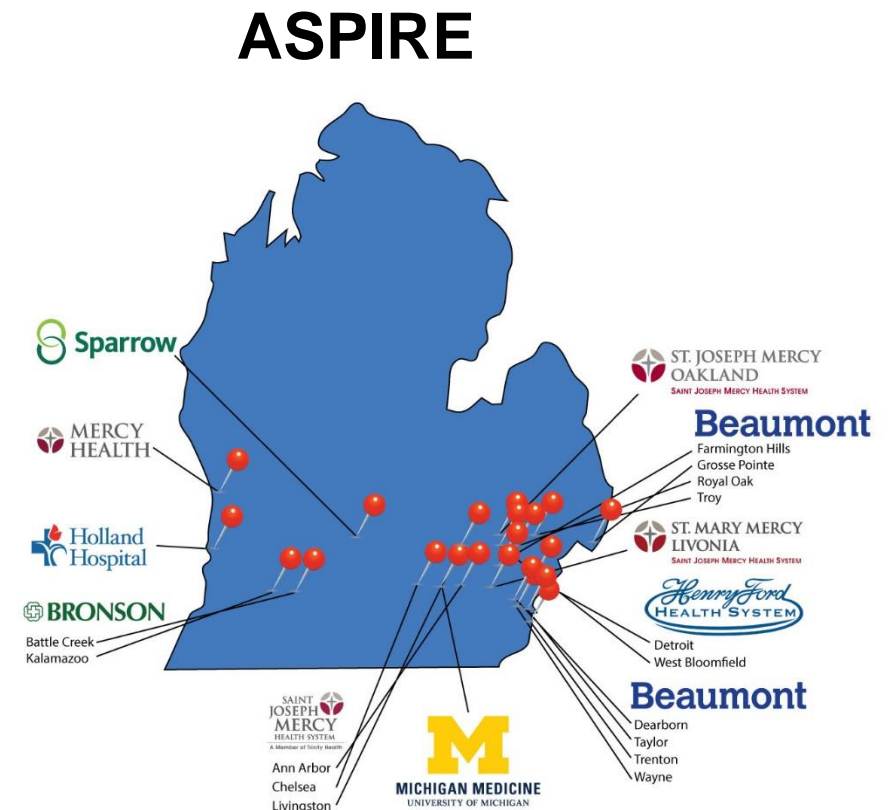 ASPIRE
Sparrow
MERCY
HEALTH
Holland
Hospital
BRONSON
Battle Creek
Kalamazoo
SAINT
JOSEPH
MERCY
HEALTH SYSTEM
A Member of Trinity Health
Ann Arbor
Chelsea
Livingston
M
MICHIGAN MEDICINE
UNIVERSITY OF MICHIGAN
ST. JOSEPH MERCY
OAKLAND
SAINT JOSEPH MERCY HEALTH SYSTEM
Beaumont
Farmington Hills
Grosse Pointe
Royal Oak
Troy
ST. MARY MERCY
LIVONIA
SAINT JOSEPH MERCY HEALTH SYSTEM
Henry Ford
HEALTH SYSTEM
Detroit
West Bloomfield
Beaumont
Dearborn
Taylor
Trenton
Wayne